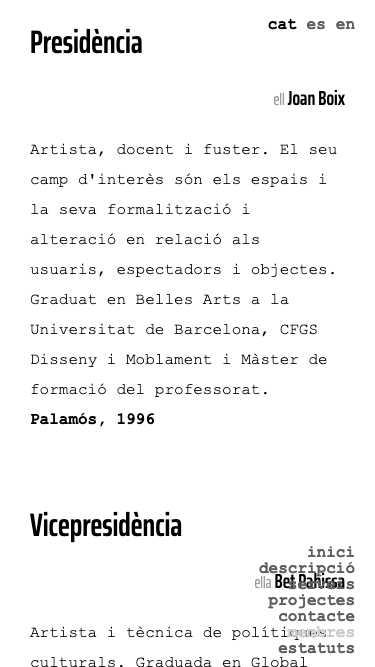 cat es en
Presidència
ell Joan Boix
Artista, docent i fuster. El seu
camp d'interès són els espais i
la seva formalització i
alteració en relació als
usuaris, espectadors i objectes.
Graduat en Belles Arts a la
Universitat de Barcelona, CFGS
Disseny i Moblament i Màster de
formació del professorat.
Palamós, 1996
Vicepresidència
inici
descripció
ella Bet
serveis
projectes
contacte
membres
estatuts
Artista i tècnica de polítiques
culturals. Graduada en Global